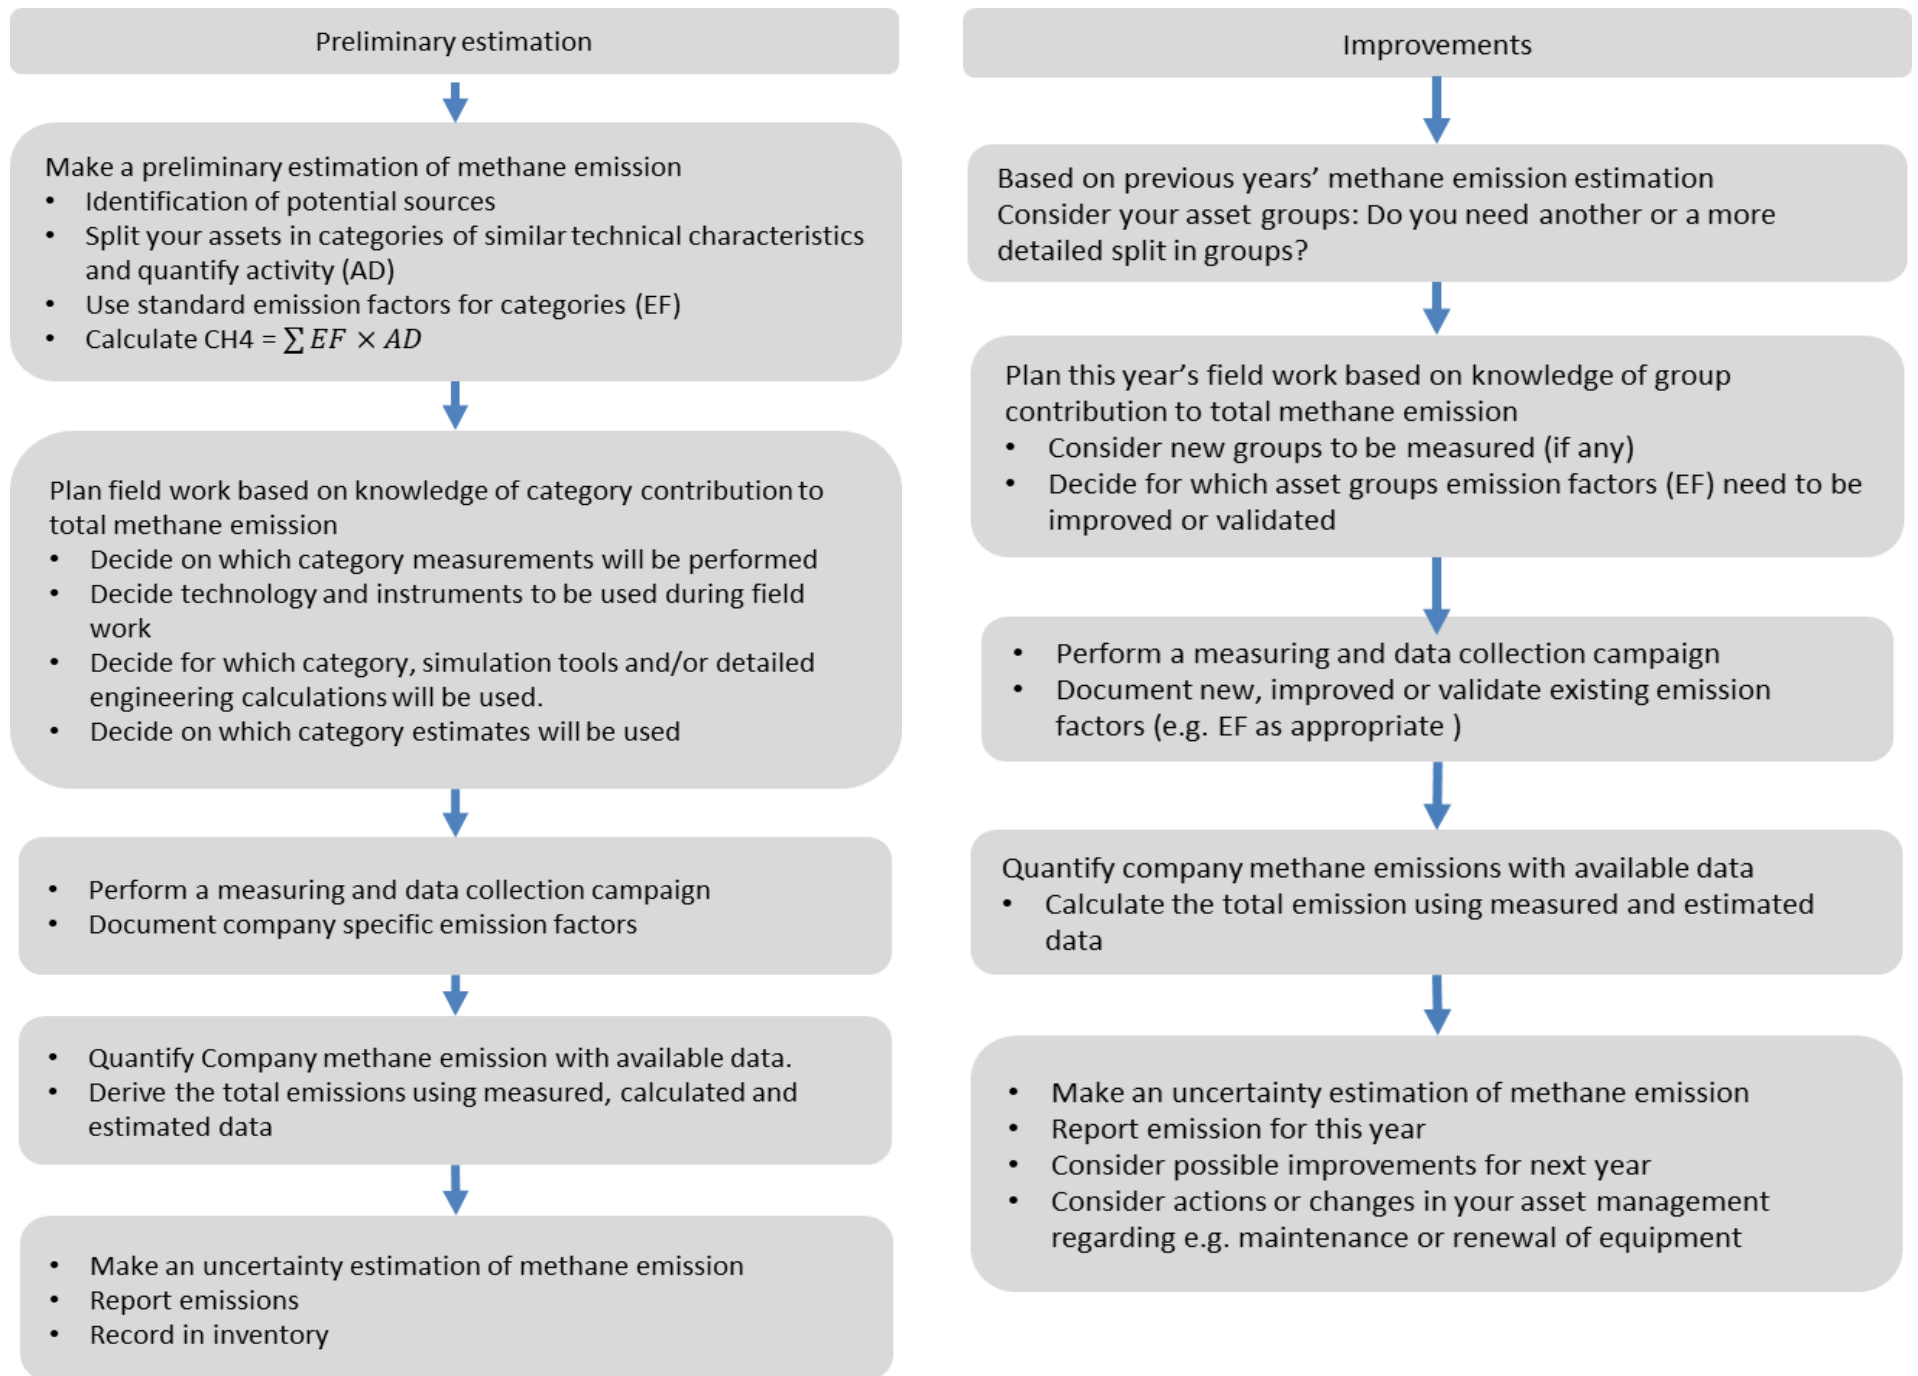 Preliminary estimation
Make a preliminary estimation of methane emission
• Identification of potential sources
• Split your assets in categories of similar technical characteristics
and quantify activity (AD)
• Use standard emission factors for categories (EF)
• Calculate CH4 = ∑ EF × AD
Plan field work based on knowledge of category contribution to
total methane emission
• Decide on which category measurements will be performed
• Decide technology and instruments to be used during field
work
• Decide for which category, simulation tools and/or detailed
engineering calculations will be used.
• Decide on which category estimates will be used
• Perform a measuring and data collection campaign
• Document company specific emission factors
• Quantify Company methane emission with available data.
• Derive the total emissions using measured, calculated and
estimated data
• Make an uncertainty estimation of methane emission
• Report emissions
• Record in inventory
Improvements
Based on previous years’ methane emission estimation
Consider your asset groups: Do you need another or a more
detailed split in groups?
Plan this year’s field work based on knowledge of group
contribution to total methane emission
• Consider new groups to be measured (if any)
• Decide for which asset groups emission factors (EF) need to be
improved or validated
• Perform a measuring and data collection campaign
• Document new, improved or validate existing emission
factors (e.g. EF as appropriate )
Quantify company methane emissions with available data
• Calculate the total emission using measured and estimated
data
• Make an uncertainty estimation of methane emission
• Report emission for this year
• Consider possible improvements for next year
• Consider actions or changes in your asset management
regarding e.g. maintenance or renewal of equipment